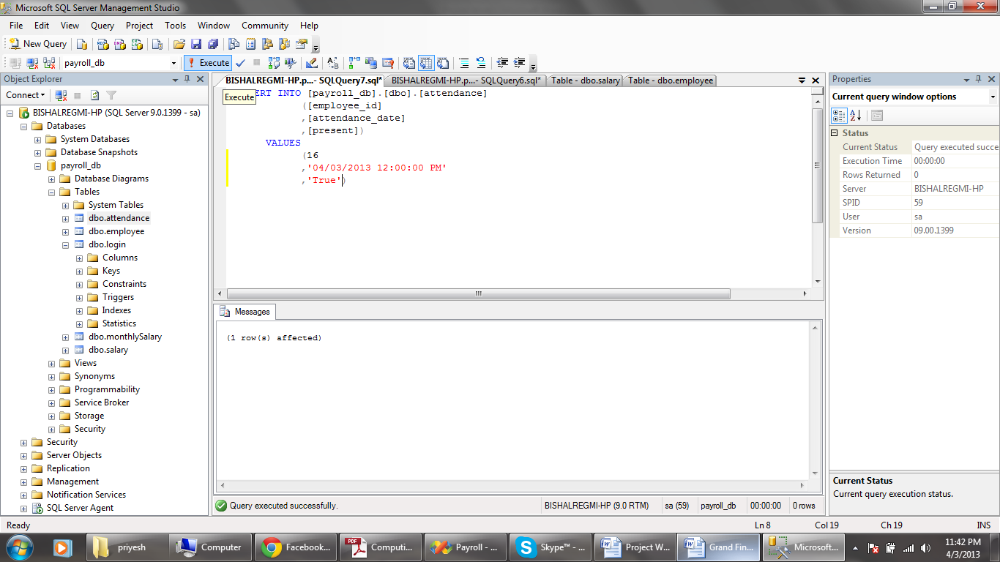 Microsoft SQL Server Management Studio
File Edit View Query Project Tools Window Community Help
New Query
payroll_db Execute
Object Explorer
Connect
BISHALREGMI-HP (SQL Server 9.0.1399 - sa)
Databases
System Databases
Database Snapshots
payroll_db
Database Diagrams
Tables
System Tables
dbo.attendance
dbo.employee
dbo.login
Columns
Keys
Constraints
Triggers
Indexes
Statistics
dbo.monthlySalary
dbo.salary
Views
Synonyms
Programmability
Service Broker
Storage
Security
Security
Server Objects
Replication
Management
Notification Services
SQL Server Agent
BISHALREGMI-HP.p...- SQLQuery7.sql* BISHALREGMI-HP.p...- SQLQuery6.sql* Table - dbo.salary Table - dbo.employee
Execute
ERT INTO [payroll_db].[dbo].[attendance]
([employee_id]
,[attendance_date]
,[present])
VALUES
(16
,'04/03/2013 12:00:00 PM'
,'True')
Messages
(1 row(s) affected)
Query executed successfully. BISHALREGMI-HP (9.0 RTM) sa (59) payroll_db 00:00:00 0 rows
Properties
Current query window options
Status
Current Status Query executed succe
Execution Time 00:00:00
Rows Returned 0
Server BISHALREGMI-HP
SPID 59
User sa
Version 09.00.1399
Current Status
Current query execution status.
Ready Ln 8 Col 19 Ch 19 INS
priyesh Computer Facebook... Computi... Payroll - ... Skype™ - ... Project W... Grand Fin... Microsoft... 11:42 PM
4/3/2013